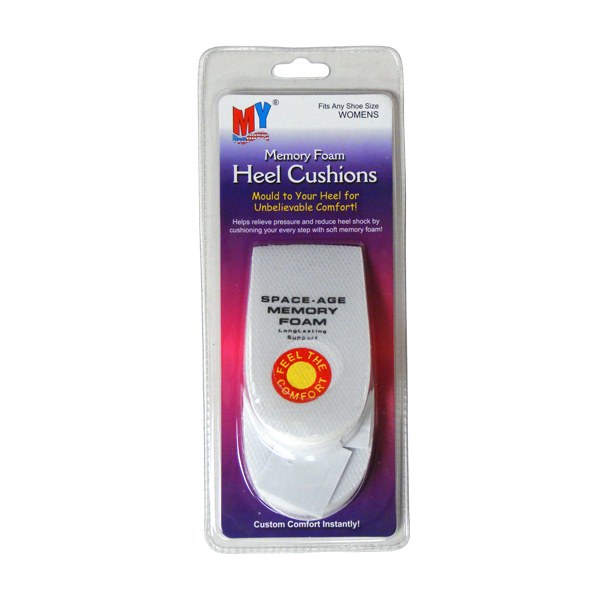 MY®
Fits Any Shoe Size
WOMENS
Memory Foam
Heel Cushions
Mould to Your Heel for
Unbelievable Comfort!
Helps relieve pressure and reduce heel shock by
cushioning your every step with soft memory foam!
SPACE-AGE
MEMORY
FOAM
LongLasting
Support
FEEL THE
COMFORT
Custom Comfort Instantly!